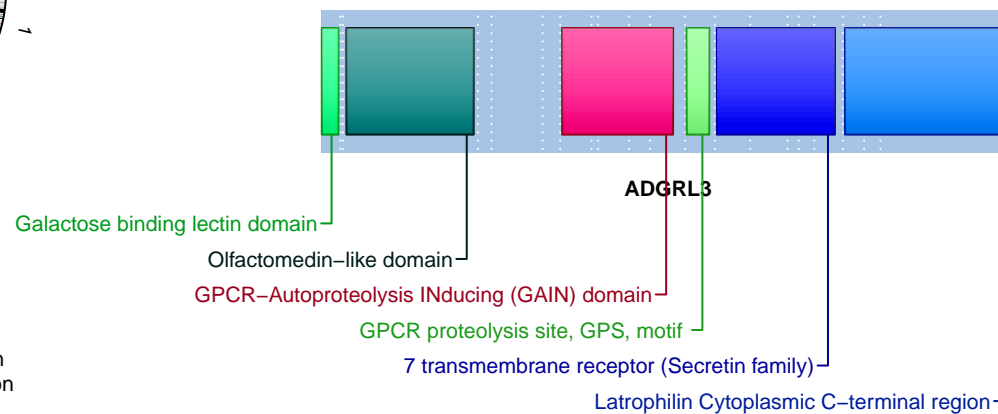 1
ADGRL3
Galactose binding lectin domain
Olfactomedin−like domain
GPCR−Autoproteolysis INducing (GAIN) domain
GPCR proteolysis site, GPS, motif
7 transmembrane receptor (Secretin family)
Latrophilin Cytoplasmic C−terminal region